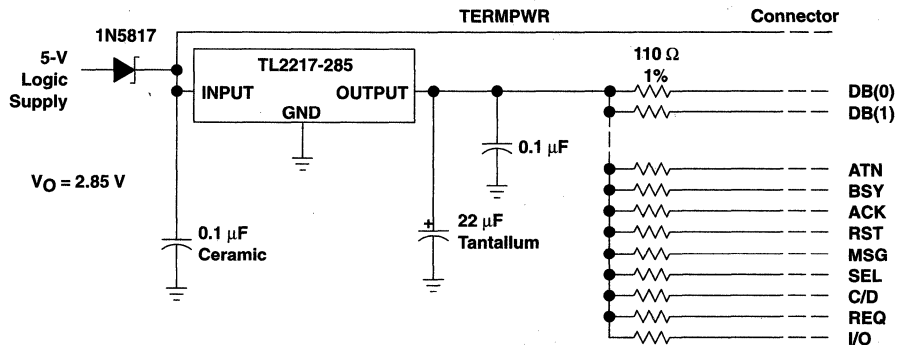 TERMPWR
Connector
1N5817
5-V
Logic
Supply
TL2217-285
INPUT
OUTPUT
GND
110 Ω
1%
DB(0)
DB(1)
0.1 µF
VO = 2.85 V
ATN
BSY
ACK
RST
MSG
SEL
C/D
REQ
I/O
0.1 µF
Ceramic
+
22 µF
Tantallum